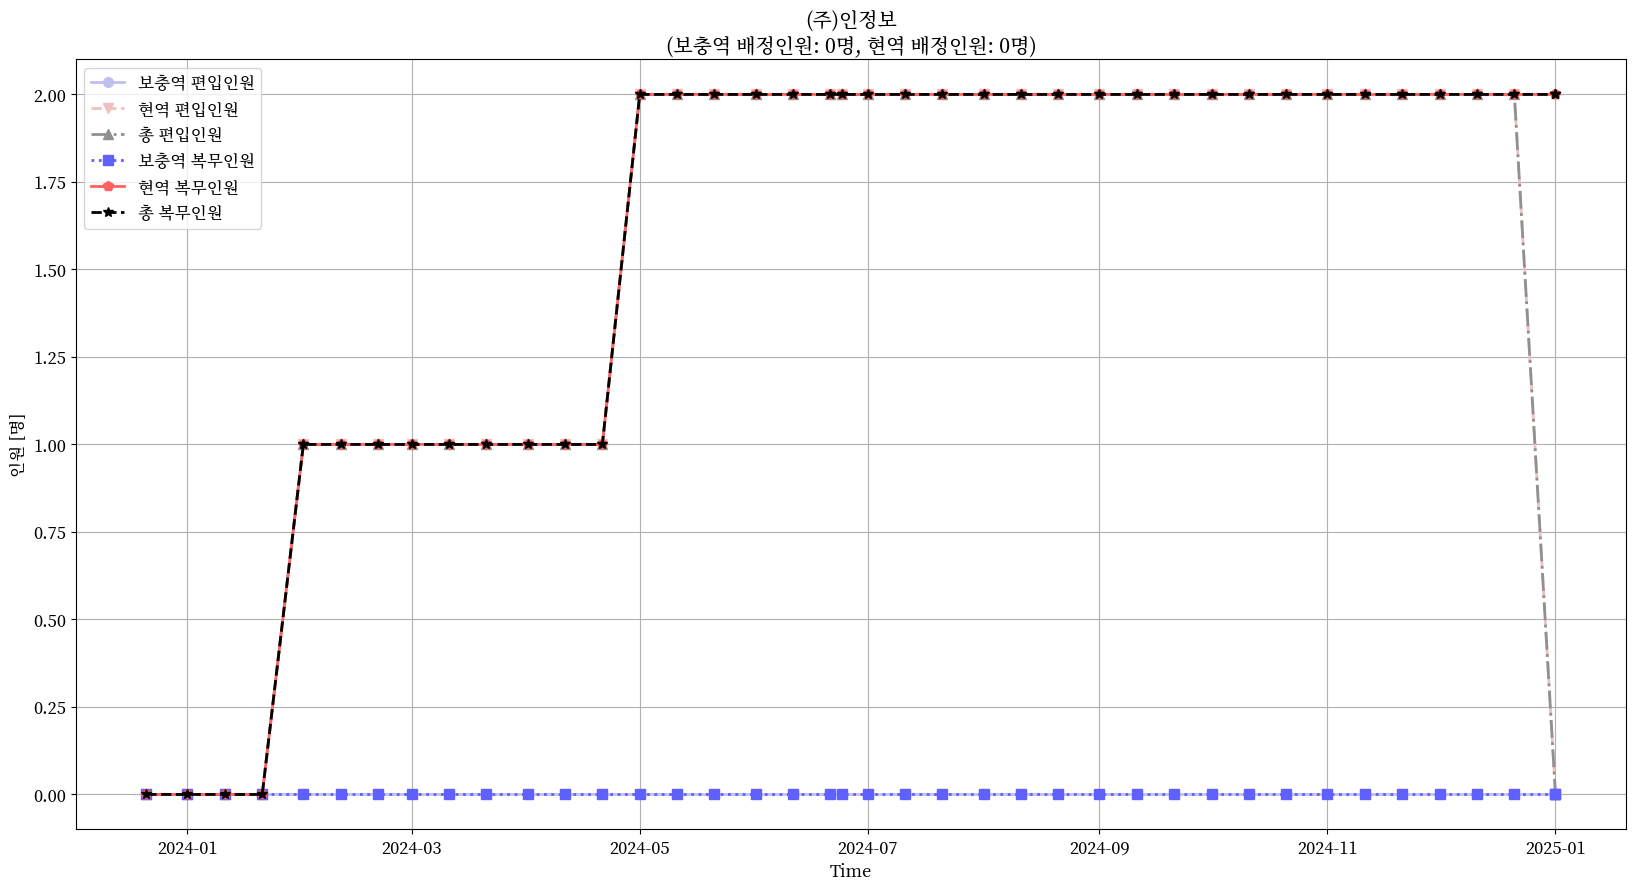 (주)인정보
(보충역 배정인원: 0명, 현역 배정인원: 0명)
보충역 편입인원
현역 편입인원
총 편입인원
보충역 복무인원
현역 복무인원
총 복무인원
2.00
1.75
1.50
1.25
1.00
0.75
0.50
0.25
0.00
인원 [명]
2024-01
2024-03
2024-05
2024-07
2024-09
2024-11
2025-01
Time